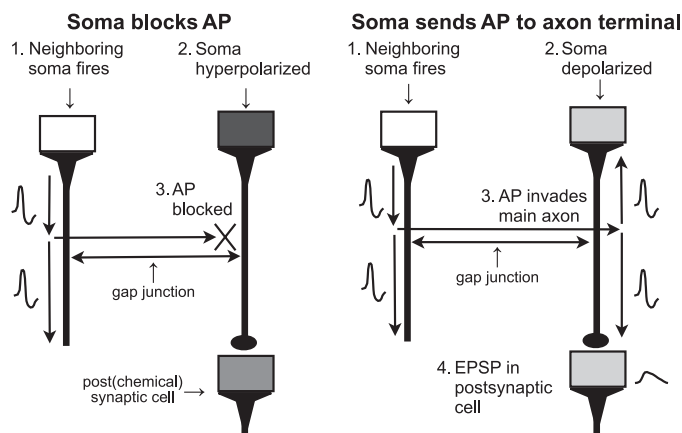 Soma blocks AP
1. Neighboring
soma fires
2. Soma
hyperpolarized
3. AP
blocked
gap junction
post(chemical)
synaptic cell
Soma sends AP to axon terminal
1. Neighboring
soma fires
2. Soma
depolarized
3. AP invades
main axon
gap junction
4. EPSP in
postsynaptic
cell